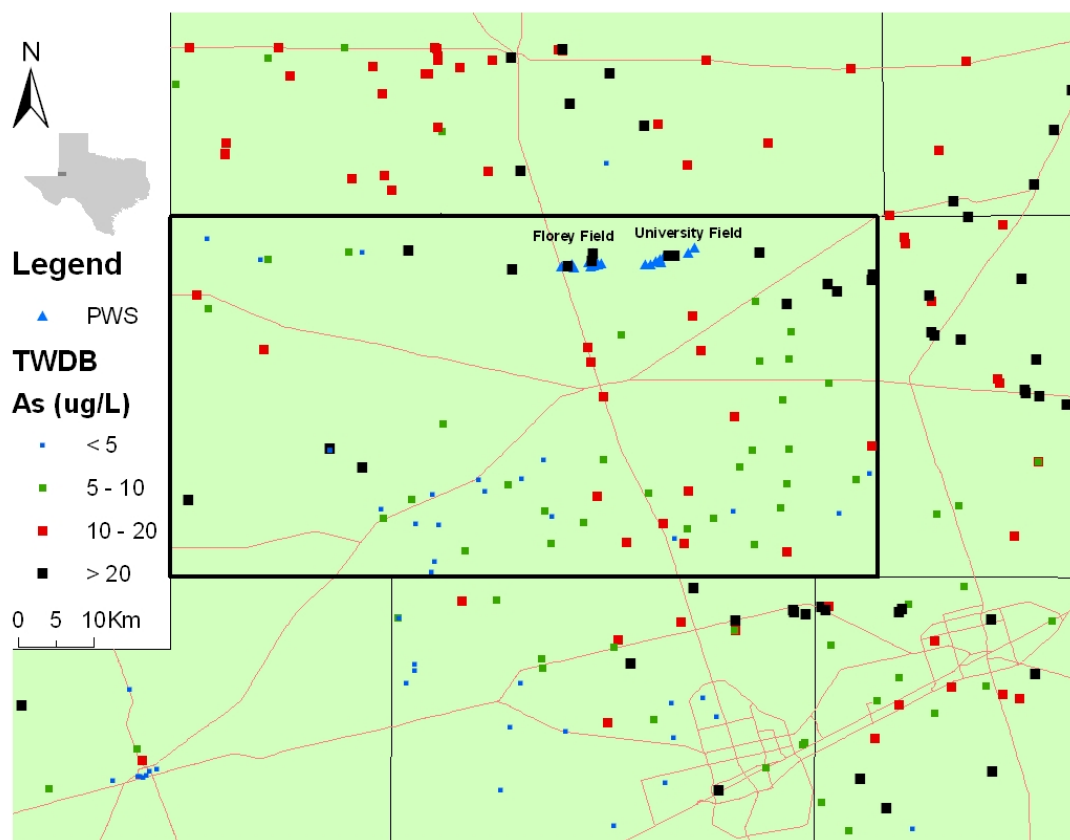 N
Legend
PWS
TWDB
As (ug/L)
< 5
5 - 10
10 - 20
> 20
0 5 10Km
Florey Field
University Field